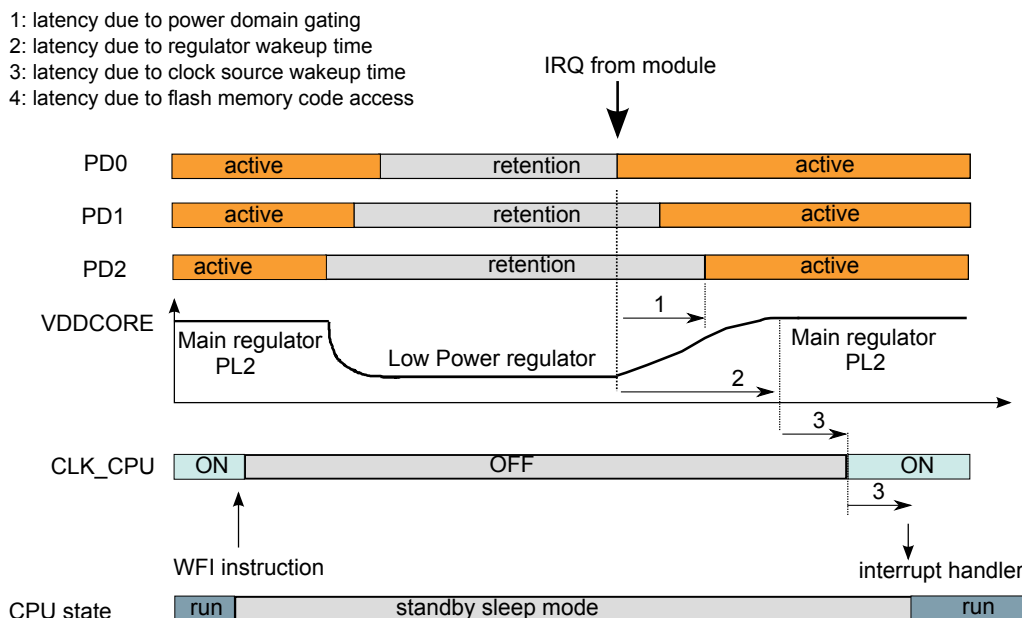 1: latency due to power domain gating
2: latency due to regulator wakeup time
3: latency due to clock source wakeup time
4: latency due to flash memory code access
IRQ from module
PD0 active retention active
PD1 active retention active
PD2 active retention active
1
VDDCORE
Main regulator PL2
Low Power regulator
Main regulator PL2
2
3
CLK_CPU ON OFF ON
3
WFI instruction
interrupt handler
CPU state run standby sleep mode run